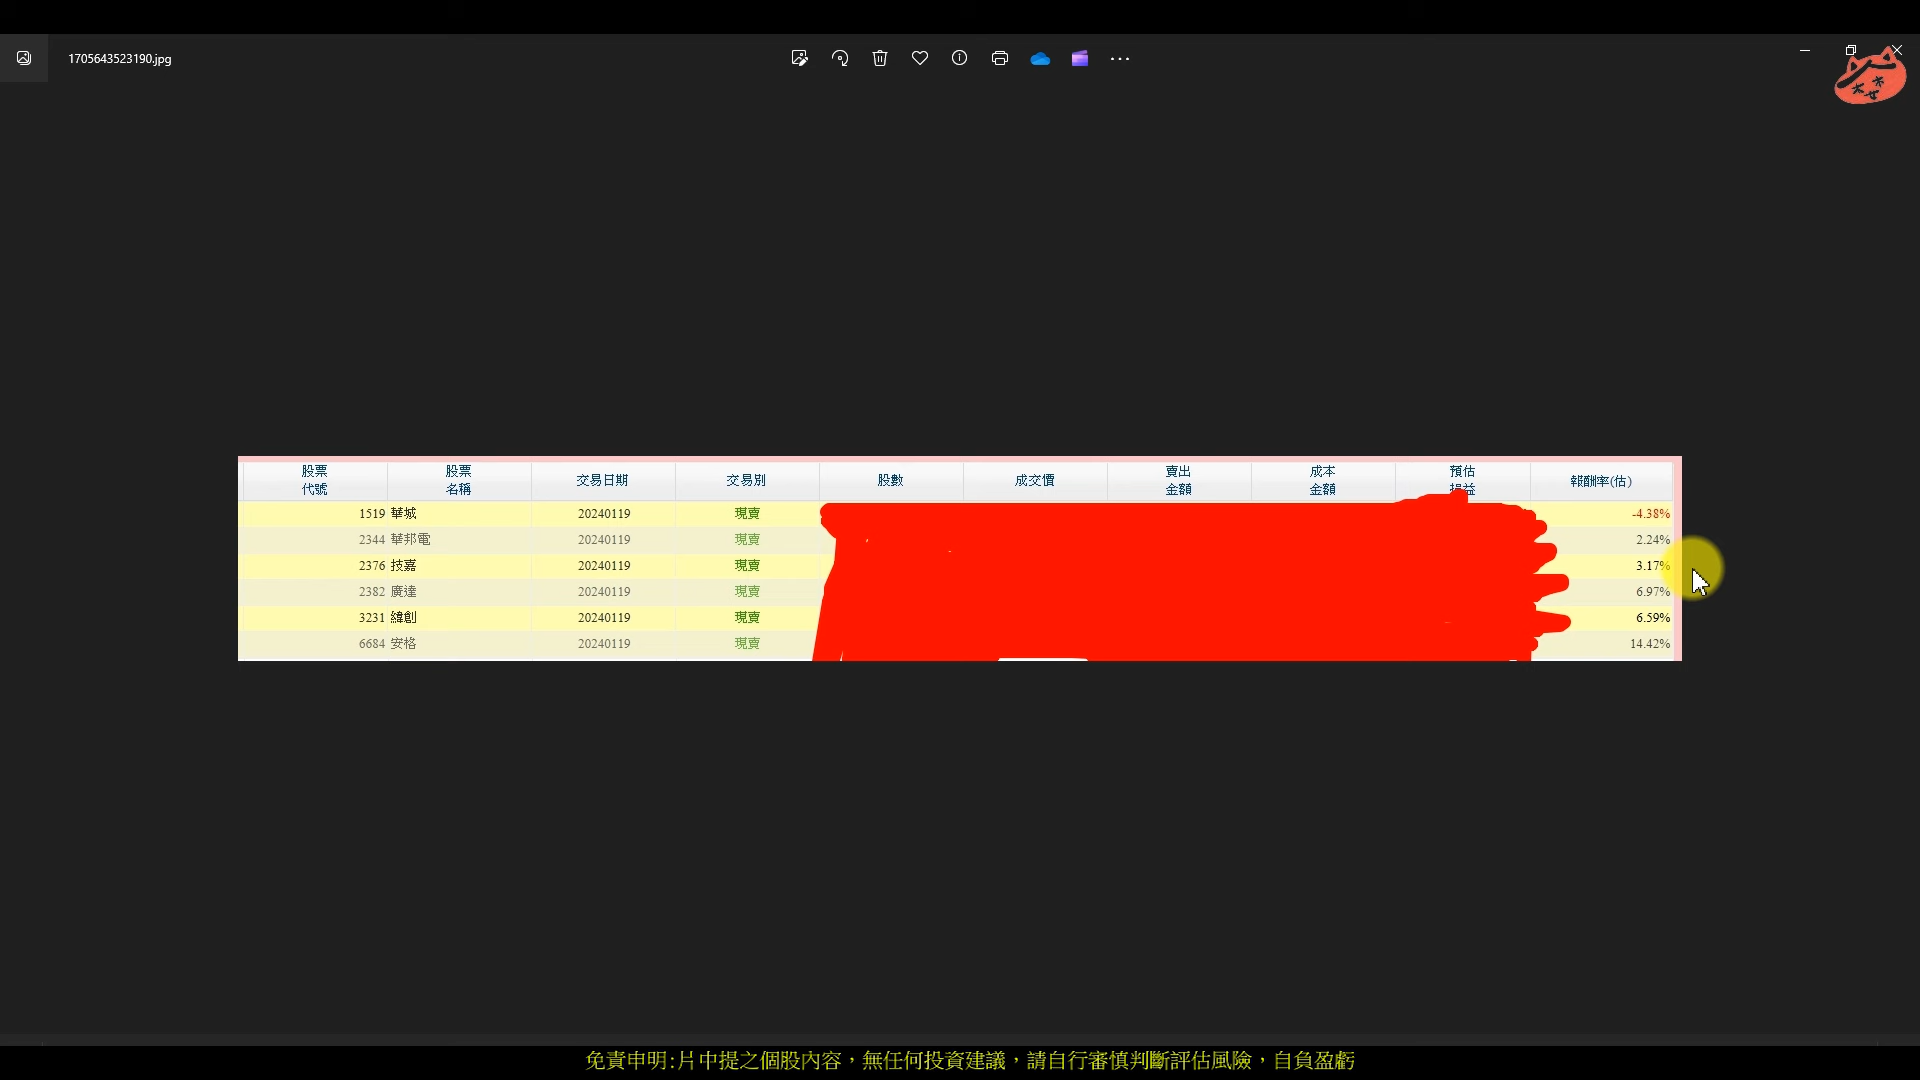 1705643523190.jpg
股票代號 股票名稱 交易日期 交易別 股數 成交價 賣出金額 成本金額 預估損益 報酬率(估)
1519 華城 20240119 現賣 -4.38%
2344 華邦電 20240119 現賣 2.24%
2376 技嘉 20240119 現賣 3.17%
2382 廣達 20240119 現賣 6.97%
3231 緯創 20240119 現賣 6.59%
6684 安格 20240119 現賣 14.42%
免責申明:片中提之個股內容，無任何投資建議，請自行審慎判斷評估風險，自負盈虧